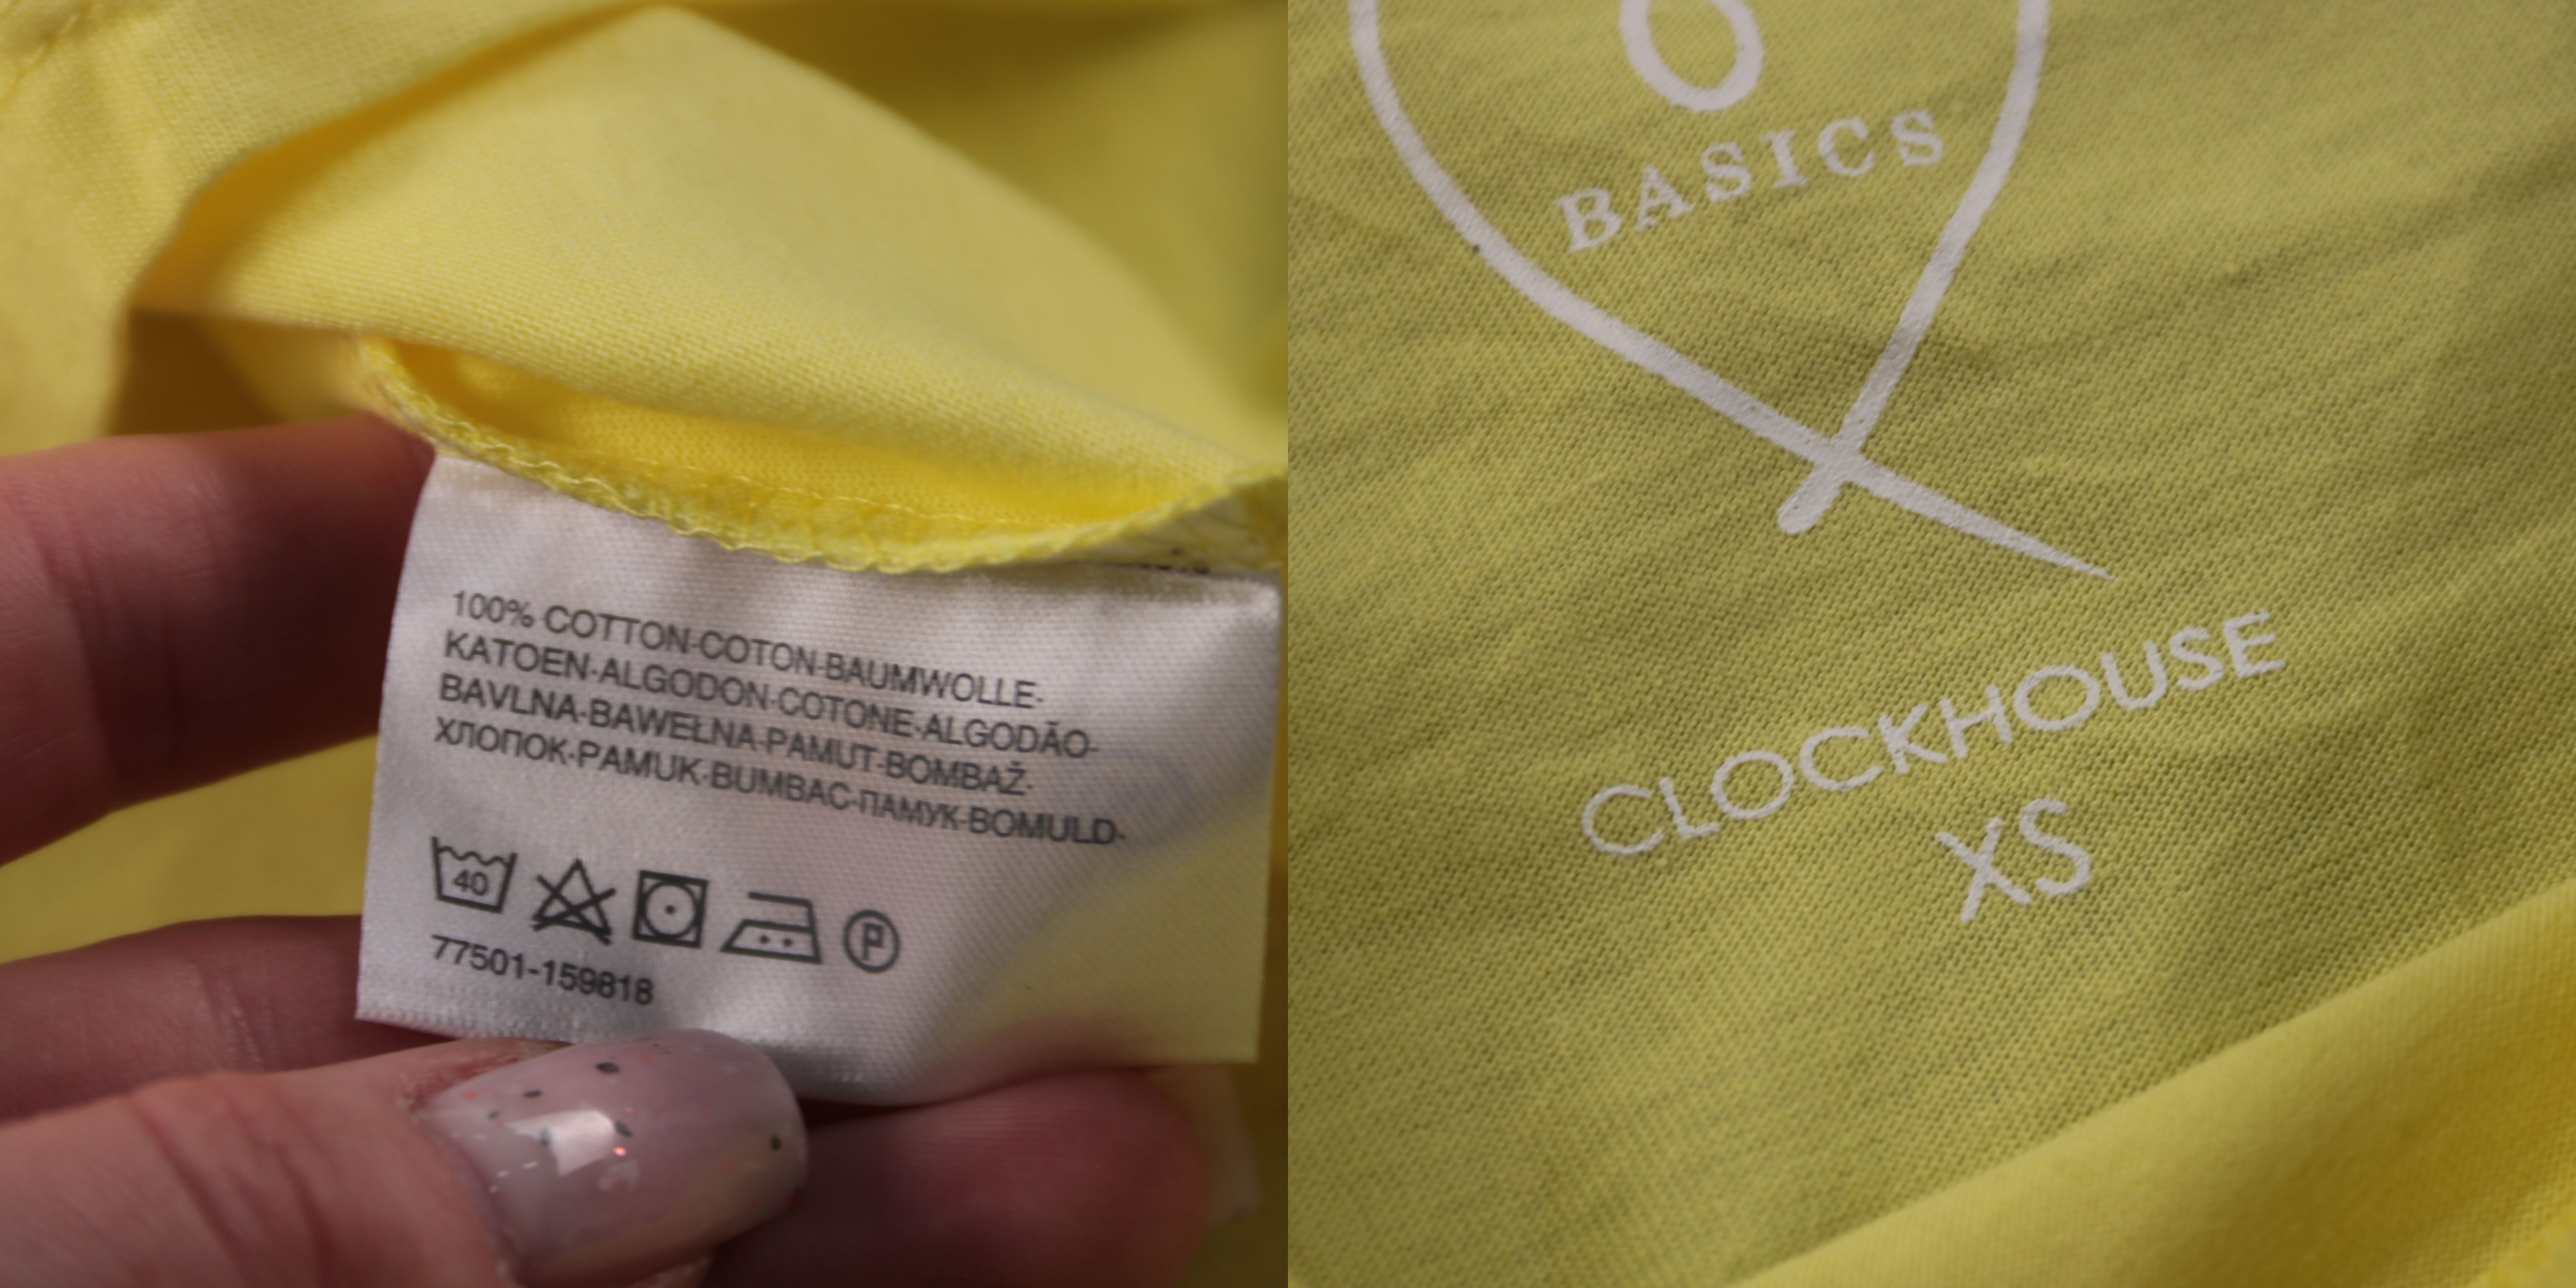 100% COTTON-COTON-BAUMWOLLE-
KATOEN-ALGODON-COTONE-ALGODÃO-
BAVLNA-BAWEŁNA-PAMUT-BOMBAŽ-
ХЛОПОК-PAMUK-BUMBAC-ПАМУК-BOMULD-
40
P
77501-159818
BASICS
CLOCKHOUSE
XS